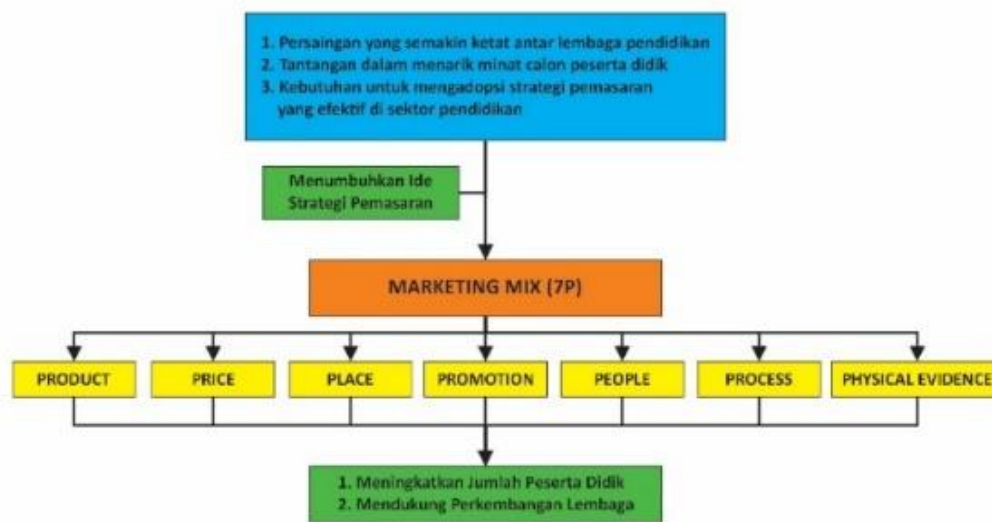 1. Persaingan yang semakin ketat antar lembaga pendidikan
2. Tantangan dalam menarik minat calon peserta didik
3. Kebutuhan untuk mengadopsi strategi pemasaran
yang efektif di sektor pendidikan
Menumbuhkan Ide
Strategi Pemasaran
MARKETING MIX (7P)
PRODUCT
PRICE
PLACE
PROMOTION
PEOPLE
PROCESS
PHYSICAL EVIDENCE
1. Meningkatkan Jumlah Peserta Didik
2. Mendukung Perkembangan Lembaga